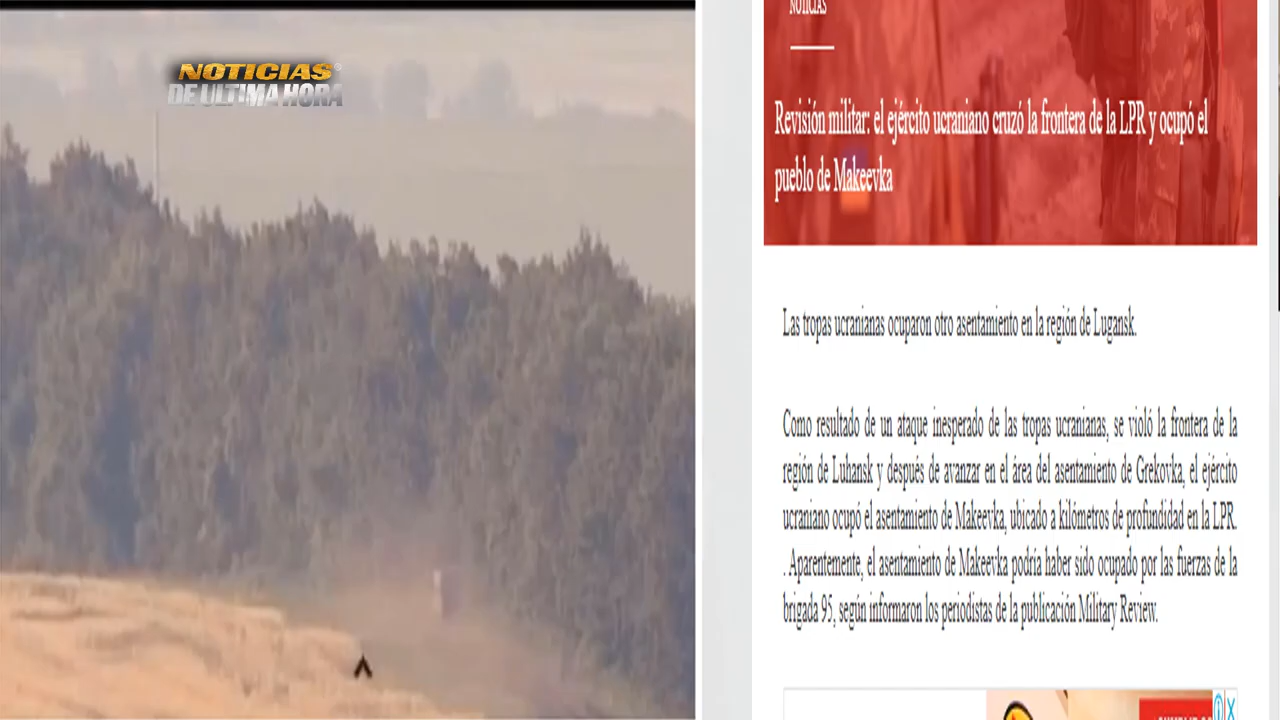 NOTICIAS
DE ULTIMA HORA
NOTICIAS
Revisión militar: el ejército ucraniano cruzó la frontera de la LPR y ocupó el
pueblo de Makeevka
Las tropas ucranianas ocuparon otro asentamiento en la región de Lugansk.
Como resultado de un ataque inesperado de las tropas ucranianas, se violó la frontera de la
región de Luhansk y después de avanzar en el área del asentamiento de Grekovka, el ejército
ucraniano ocupó el asentamiento de Makeevka, ubicado a kilómetros de profundidad en la LPR.
. Aparentemente, el asentamiento de Makeevka podría haber sido ocupado por las fuerzas de la
brigada 95, según informaron los periodistas de la publicación Military Review.